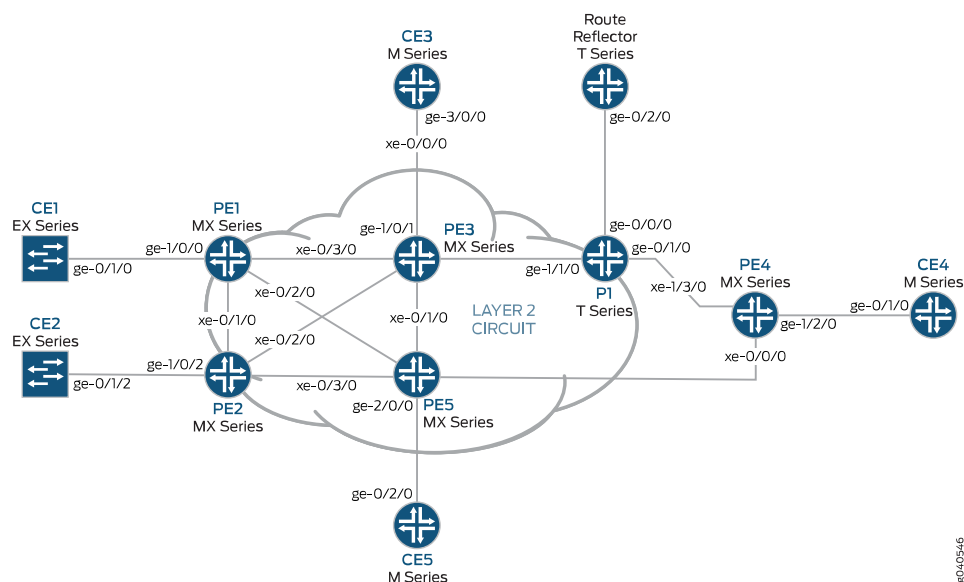 Route
Reflector
T Series
CE3
M Series
ge-3/0/0
ge-0/2/0
xe-0/0/0
CE1
EX Series
PE1
MX Series
ge-1/0/0
ge-0/1/0
xe-0/3/0
ge-1/0/1
PE3
MX Series
ge-1/1/0
ge-0/0/0
ge-0/1/0
P1
T Series
xe-1/3/0
PE4
MX Series
CE4
M Series
ge-0/1/0
ge-1/2/0
xe-0/2/0
xe-0/1/0
xe-0/1/0
LAYER 2
CIRCUIT
xe-0/2/0
xe-0/0/0
CE2
EX Series
ge-1/0/2
ge-0/1/2
xe-0/3/0
PE2
MX Series
ge-2/0/0
PE5
MX Series
ge-0/2/0
CE5
M Series
g040546